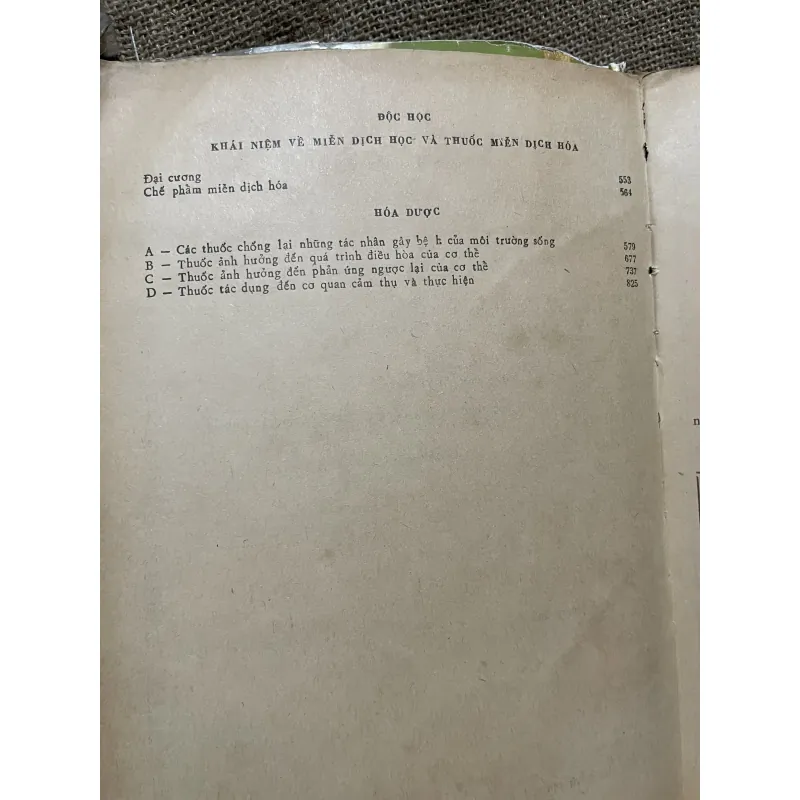 ĐỘC HỌC
KHÁI NIỆM VỀ MIỄN DỊCH HỌC VÀ THUỐC MIỄN DỊCH HÓA
Đại cương 553
Chế phẩm miễn dịch hóa 564
HÓA DƯỢC
A — Các thuốc chống lại những tác nhân gây bệ h của môi trường sống 579
B — Thuốc ảnh hưởng đến quá trình điều hòa của cơ thể 677
C — Thuốc ảnh hưởng đến phản ứng ngược lại của cơ thể 737
D — Thuốc tác dụng đến cơ quan cảm thụ và thực hiện 825
n